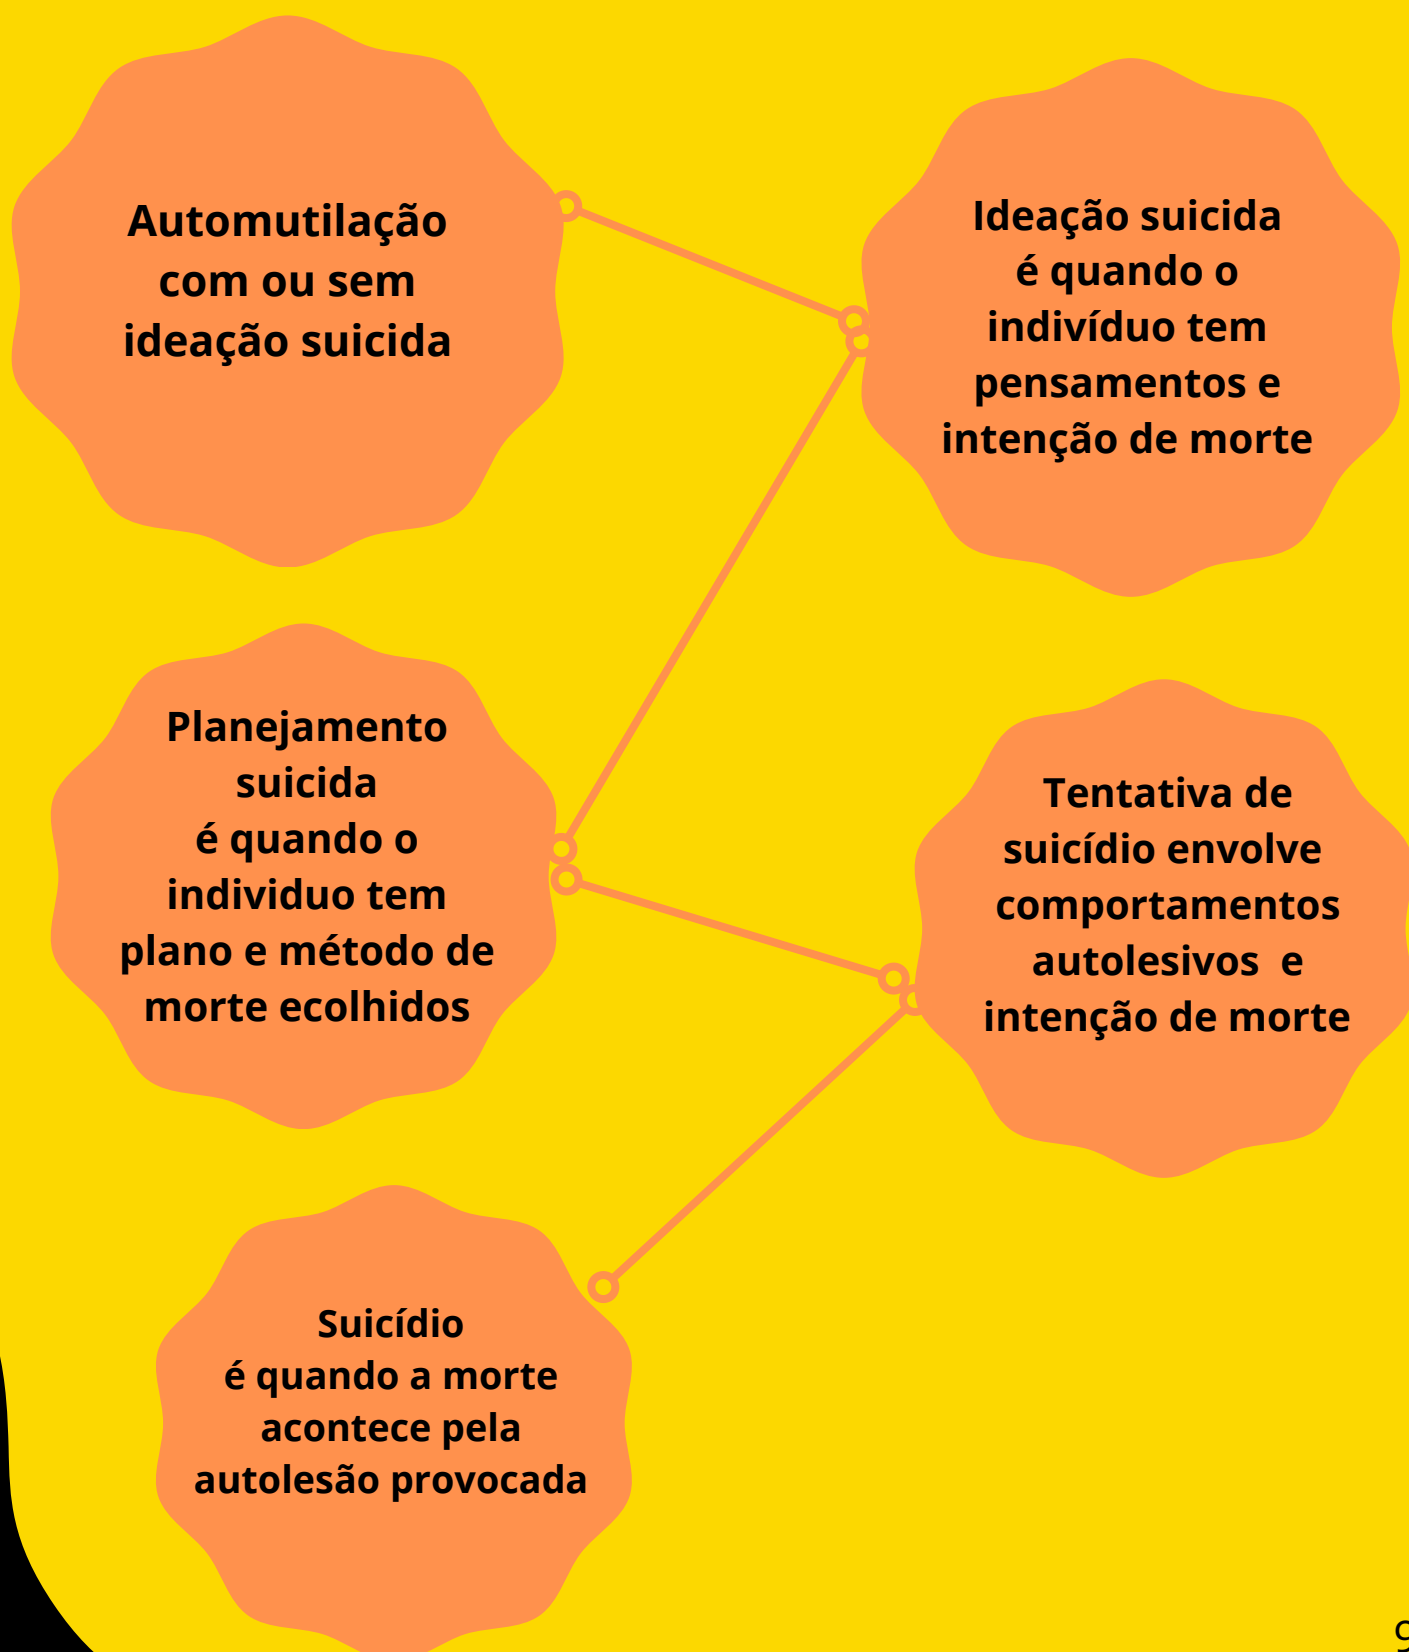 Automutilação
com ou sem
ideação suicida
Ideação suicida
é quando o
indivíduo tem
pensamentos e
intenção de morte
Planejamento
suicida
é quando o
individuo tem
plano e método de
morte ecolhidos
Tentativa de
suicídio envolve
comportamentos
autolesivos  e
intenção de morte
Suicídio
é quando a morte
acontece pela
autolesão provocada